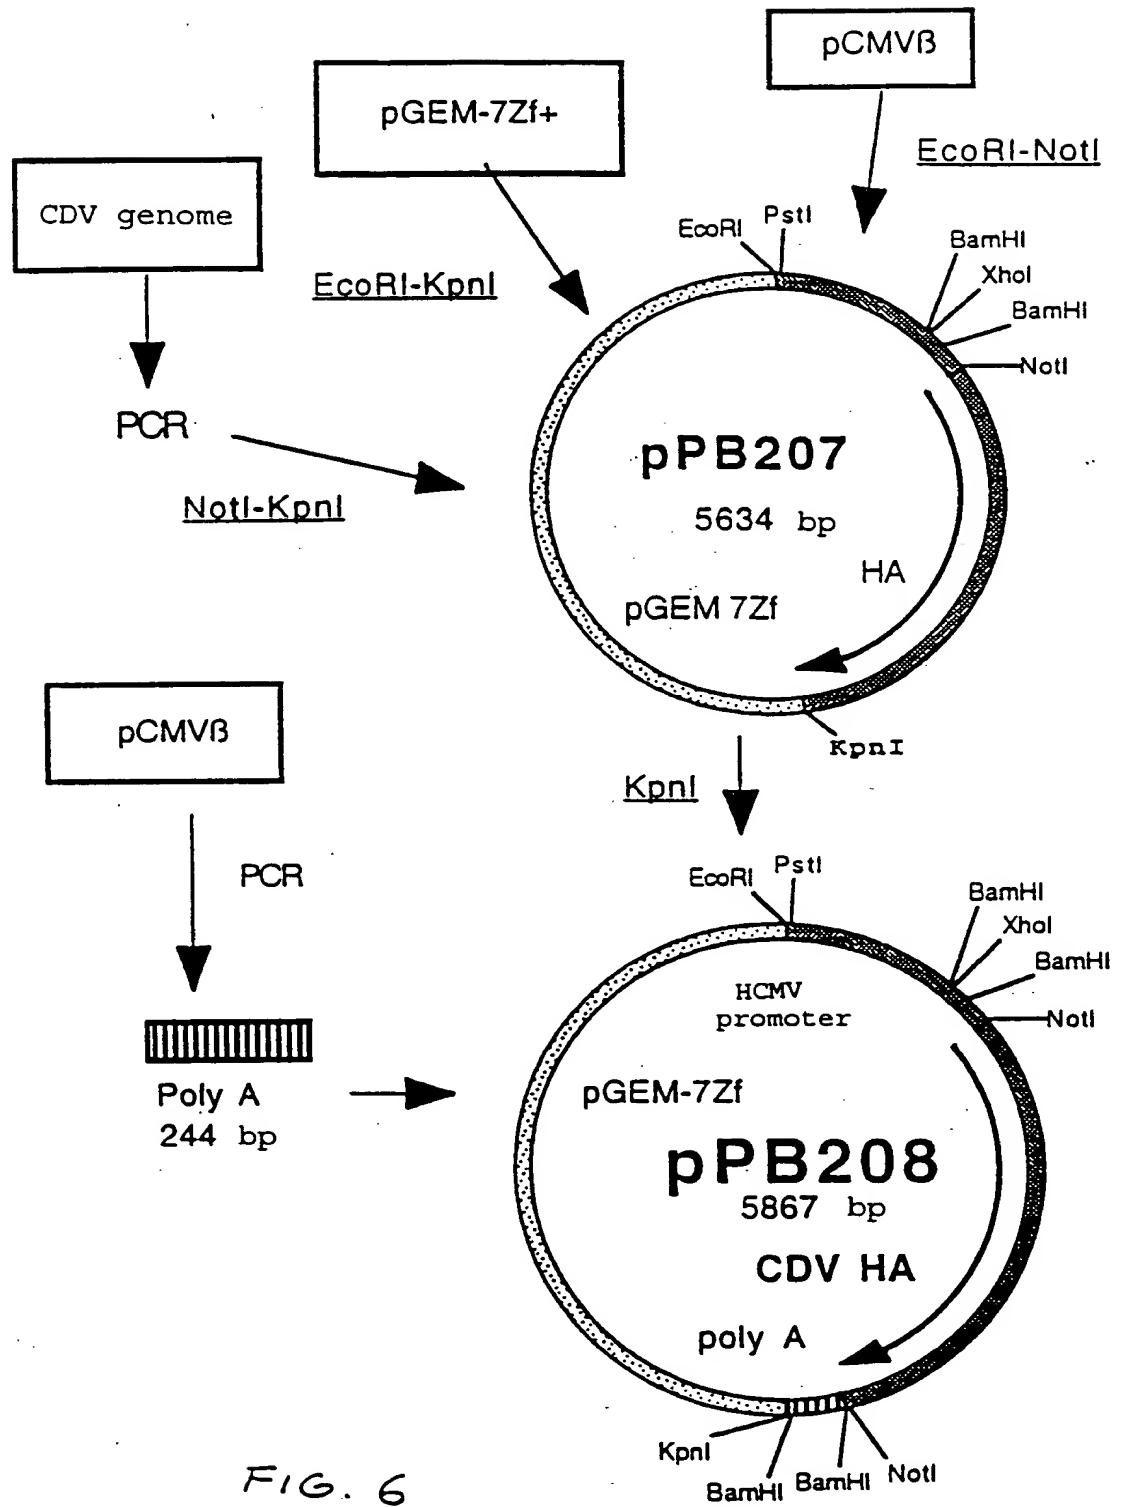 pCMVß
pGEM-7Zf+
EcoRI-NotI
CDV genome
EcoRI
PstI
BamHI
XhoI
BamHI
NotI
EcoRI-KpnI
PCR
NotI-KpnI
pPB207
5634 bp
HA
pGEM 7Zf
KpnI
pCMVß
KpnI
PCR
EcoRI
PstI
BamHI
XhoI
BamHI
NotI
HCMV
promoter
Poly A
244 bp
pGEM-7Zf
pPB208
5867 bp
CDV HA
poly A
KpnI
BamHI
BamHI
NotI
FIG. 6